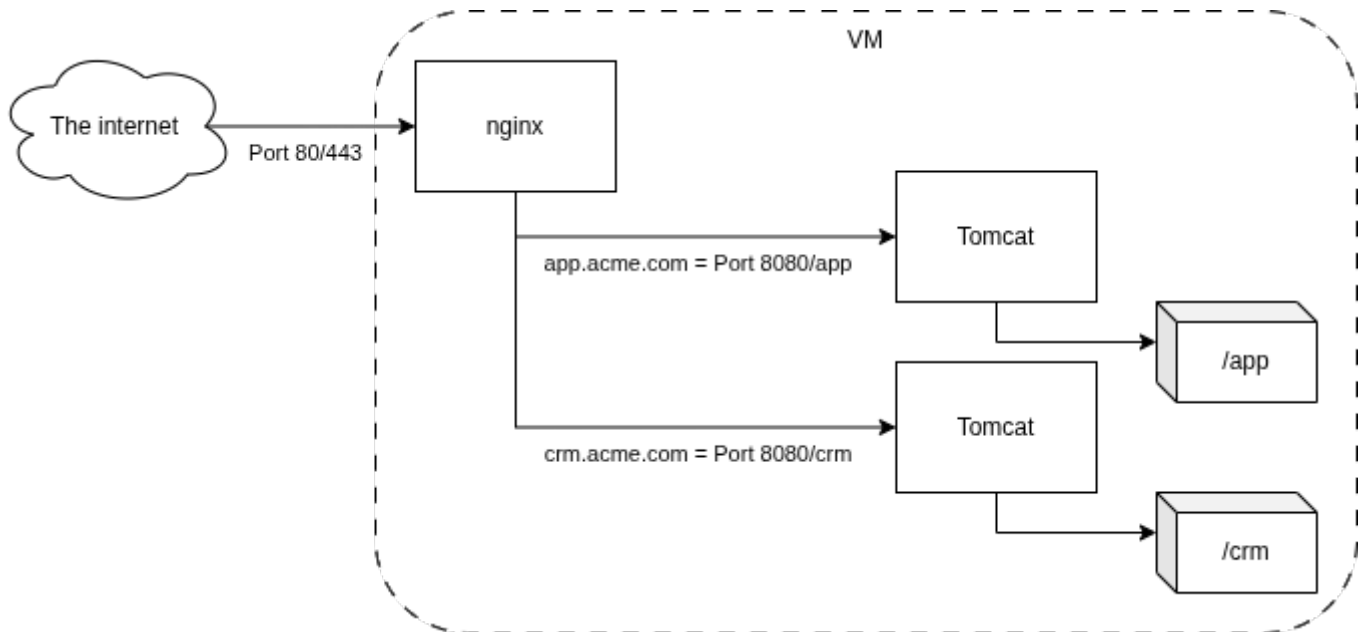 VM
The internet
nginx
Port 80/443
Tomcat
app.acme.com = Port 8080/app
/app
Tomcat
crm.acme.com = Port 8080/crm
/crm